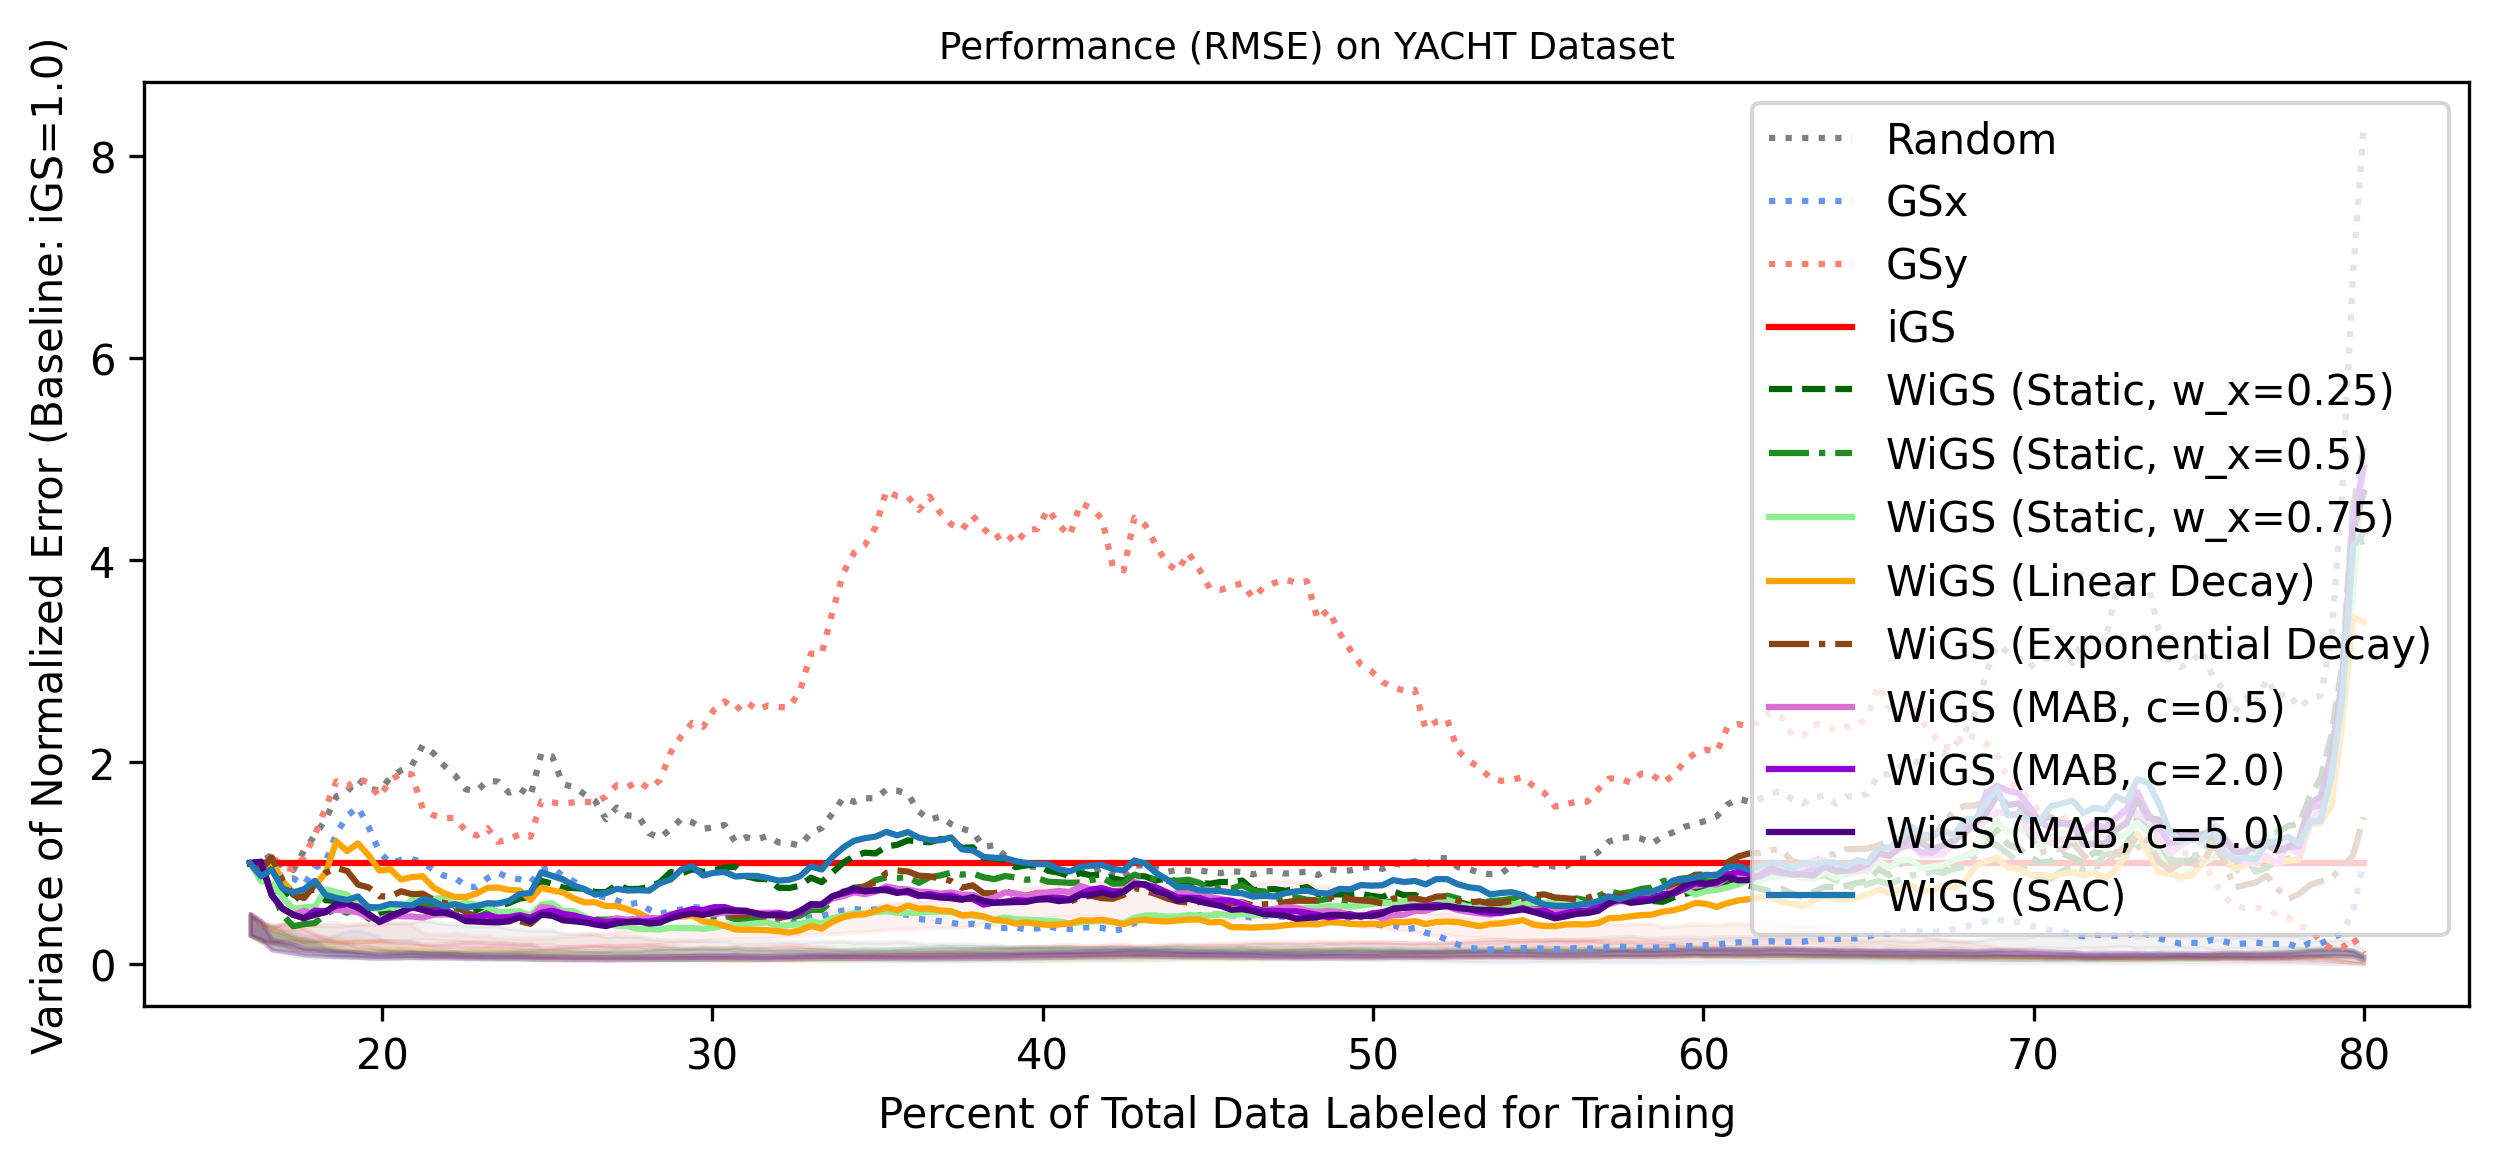 Performance (RMSE) on YACHT Dataset
Variance of Normalized Error (Baseline: iGS=1.0)
8
6
4
2
0
Random
GSx
GSy
iGS
WiGS (Static, w_x=0.25)
WiGS (Static, w_x=0.5)
WiGS (Static, w_x=0.75)
WiGS (Linear Decay)
WiGS (Exponential Decay)
WiGS (MAB, c=0.5)
WiGS (MAB, c=2.0)
WiGS (MAB, c=5.0)
WiGS (SAC)
20 30 40 50 60 70 80
Percent of Total Data Labeled for Training